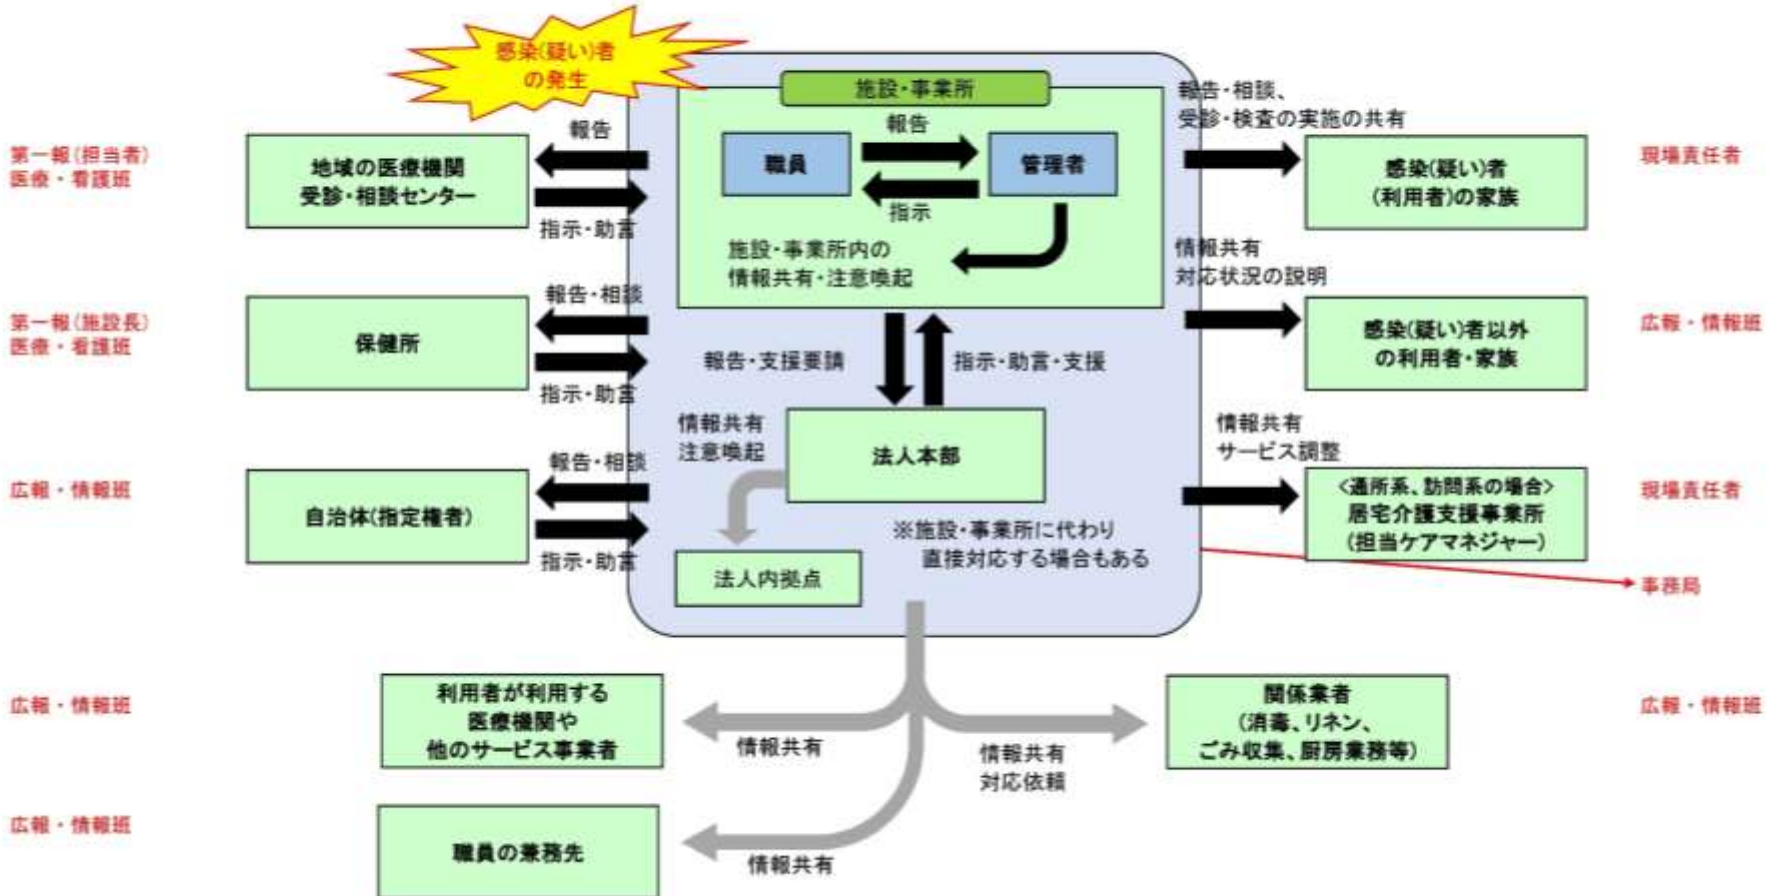 感染(疑い)者
の発生
施設・事業所
報告・相談、
受診・検査の実施の共有
第一報(担当者)
医療・看護班
地域の医療機関
受診・相談センター
報告
指示・助言
職員
報告
指示
管理者
施設・事業所内の
情報共有・注意喚起
感染(疑い)者
(利用者)の家族
現場責任者
情報共有
対応状況の説明
第一報(施設長)
医療・看護班
保健所
報告・相談
指示・助言
報告・支援要請
指示・助言・支援
感染(疑い)者以外
の利用者・家族
広報・情報班
情報共有
注意喚起
法人本部
情報共有
サービス調整
広報・情報班
自治体(指定権者)
報告・相談
指示・助言
※施設・事業所に代わり
直接対応する場合もある
法人内拠点
<通所系、訪問系の場合>
居宅介護支援事業所
(担当ケアマネジャー)
現場責任者
事務局
広報・情報班
利用者が利用する
医療機関や
他のサービス事業者
情報共有
情報共有
対応依頼
関係業者
(消毒、リネン、
ごみ収集、厨房業務等)
広報・情報班
広報・情報班
職員の兼務先
情報共有